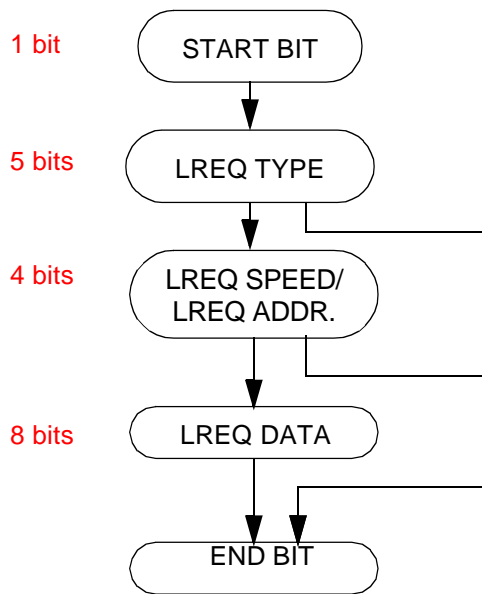 1 bit
START BIT
5 bits
LREQ TYPE
4 bits
LREQ SPEED/
LREQ ADDR.
8 bits
LREQ DATA
END BIT